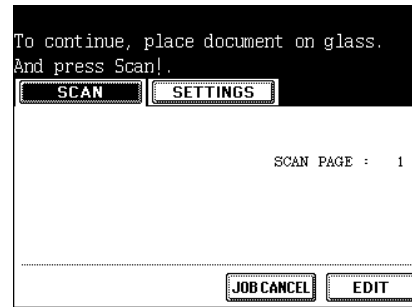 To continue, place document on glass.
And press Scan!.
SCAN SETTINGS
SCAN PAGE : 1
JOB CANCEL EDIT